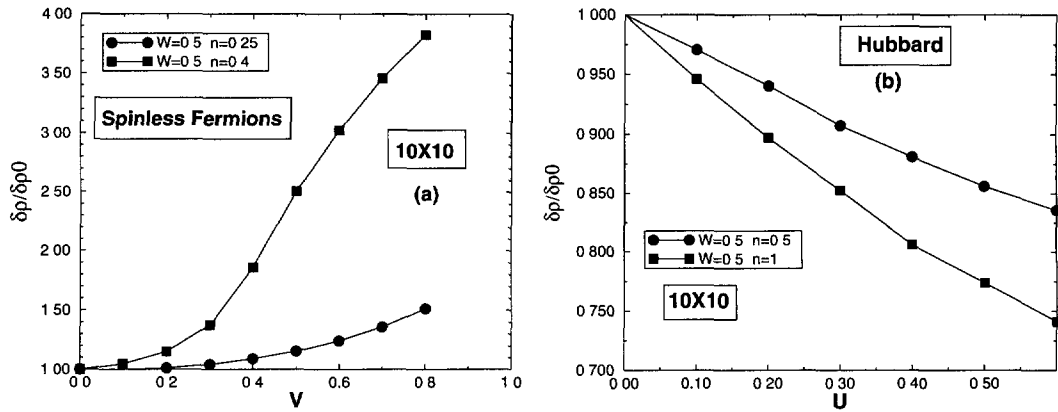 δρ/δρ0
4 00
3 50
3 00
2 50
2 00
1 50
1 00
W=0 5 n=0 25
W=0 5 n=0 4
Spinless Fermions
10X10
(a)
0 0
0 2
0 4
0 6
0 8
1 0
V
δρ/δρ0
1 000
0 950
0 900
0 850
0 800
0 750
0 700
Hubbard
(b)
W=0 5 n=0 5
W=0 5 n=1
10X10
0 00
0 10
0 20
0 30
0 40
0 50
U